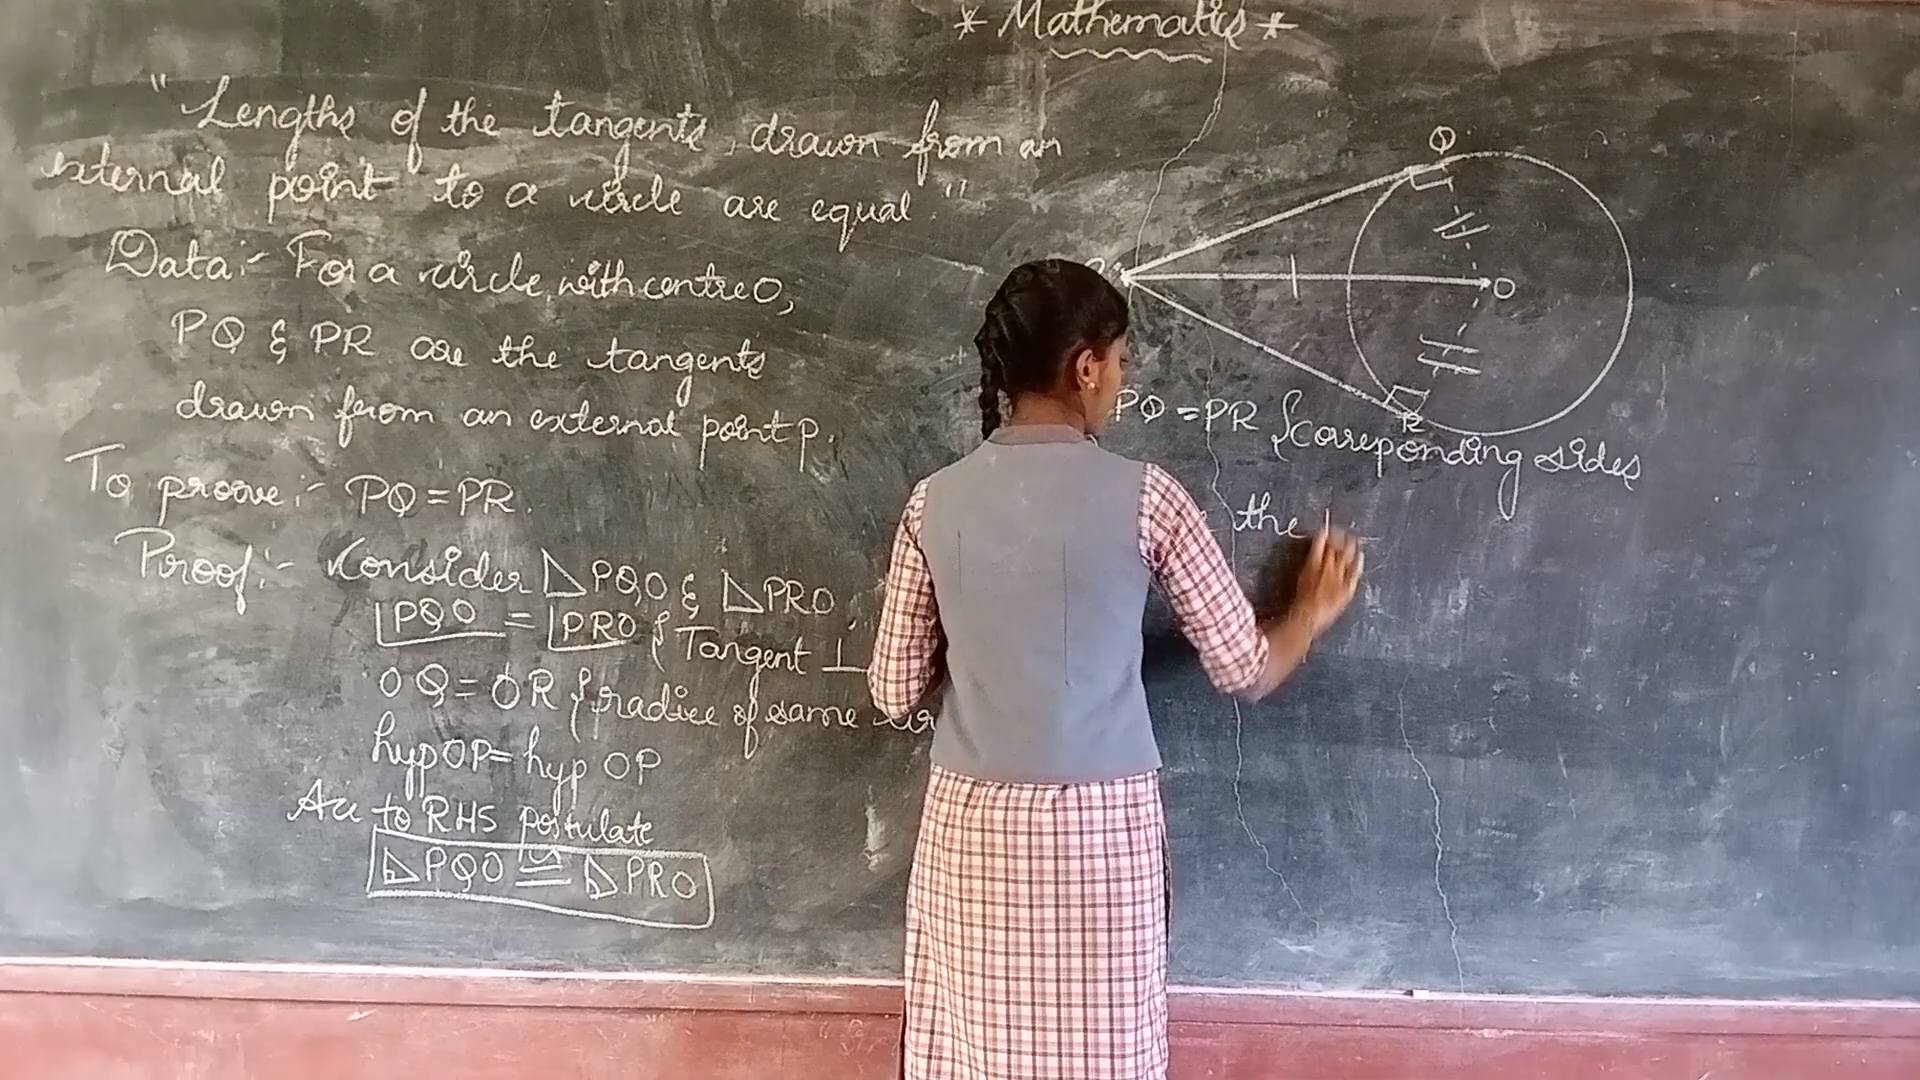 * Mathematics *
"Lengths of the tangents, drawn from an
external point to a circle are equal"
Data:- For a circle, with centre O,
PQ & PR are the tangents
drawn from an external point P.
To prove:- PQ = PR.
Proof:- Consider △PQO & △PRO
∠PQO = ∠PRO { Tangent ⊥
OQ = OR { radice of same
hyp OP = hyp OP
Acc to RHS postulate
△PQO ≅ △PRO
Q
O
R
PQ = PR { Corresponding sides
the